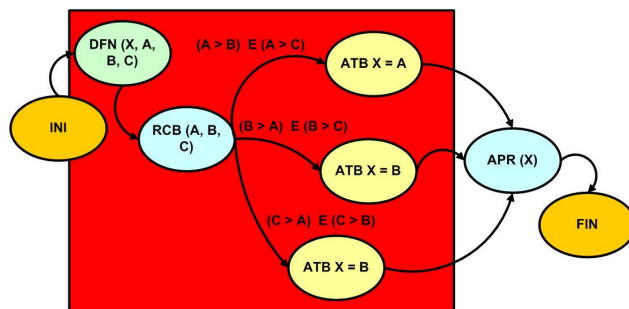 DFN (X, A,
B, C)
(A > B) E (A > C)
ATB X = A
INI
RCB (A, B,
C)
(B > A) E (B > C)
ATB X = B
APR (X)
(C > A) E (C > B)
ATB X = B
FIN